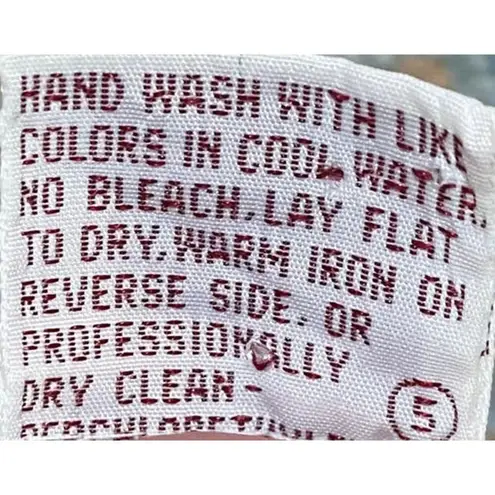 HAND WASH WITH LIKE
COLORS IN COOL WATER.
NO BLEACH. LAY FLAT
TO DRY. WARM IRON ON
REVERSE SIDE. OR
PROFESSIONALLY
DRY CLEAN-
5